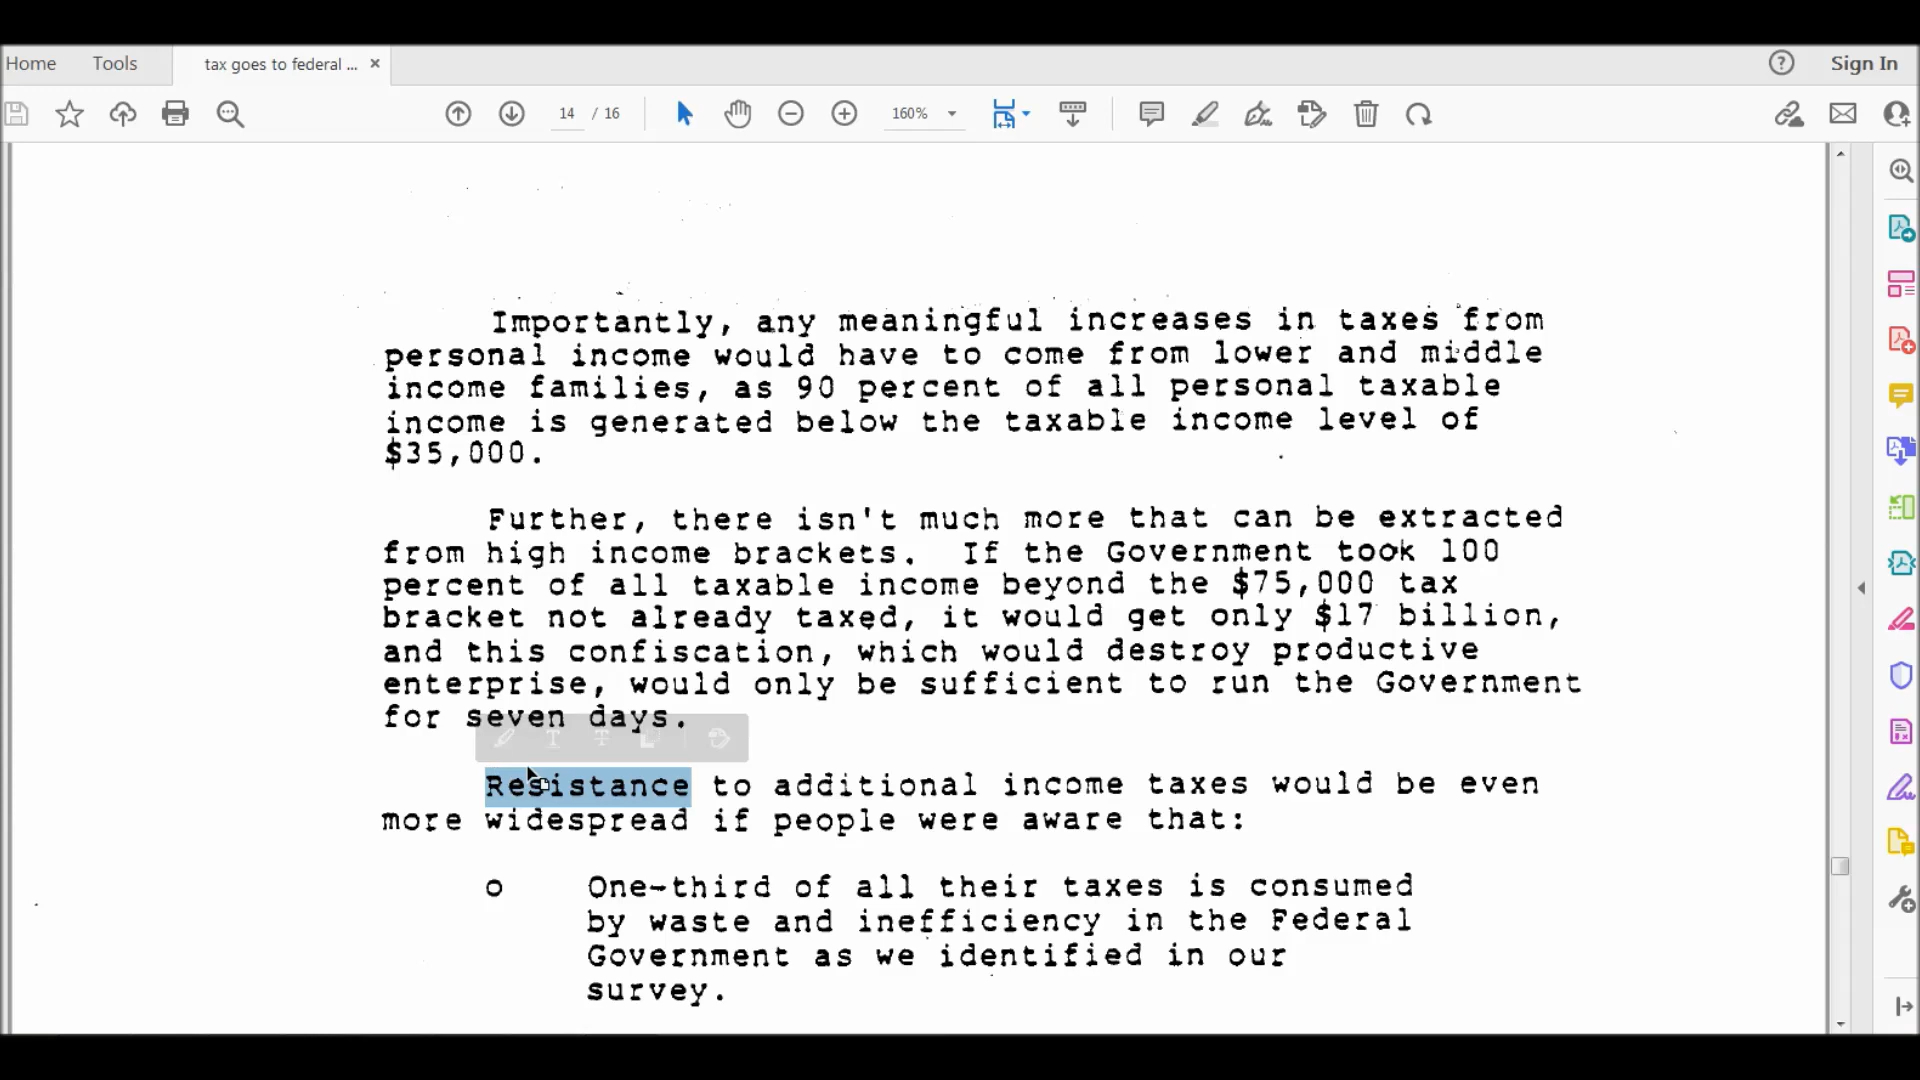 Home Tools tax goes to federal ... × ? Sign In
14 / 16 160%
Importantly, any meaningful increases in taxes from
personal income would have to come from lower and middle
income families, as 90 percent of all personal taxable
income is generated below the taxable income level of
$35,000.
Further, there isn't much more that can be extracted
from high income brackets. If the Government took 100
percent of all taxable income beyond the $75,000 tax
bracket not already taxed, it would get only $17 billion,
and this confiscation, which would destroy productive
enterprise, would only be sufficient to run the Government
for seven days.
Resistance to additional income taxes would be even
more widespread if people were aware that:
o One-third of all their taxes is consumed
by waste and inefficiency in the Federal
Government as we identified in our
survey.